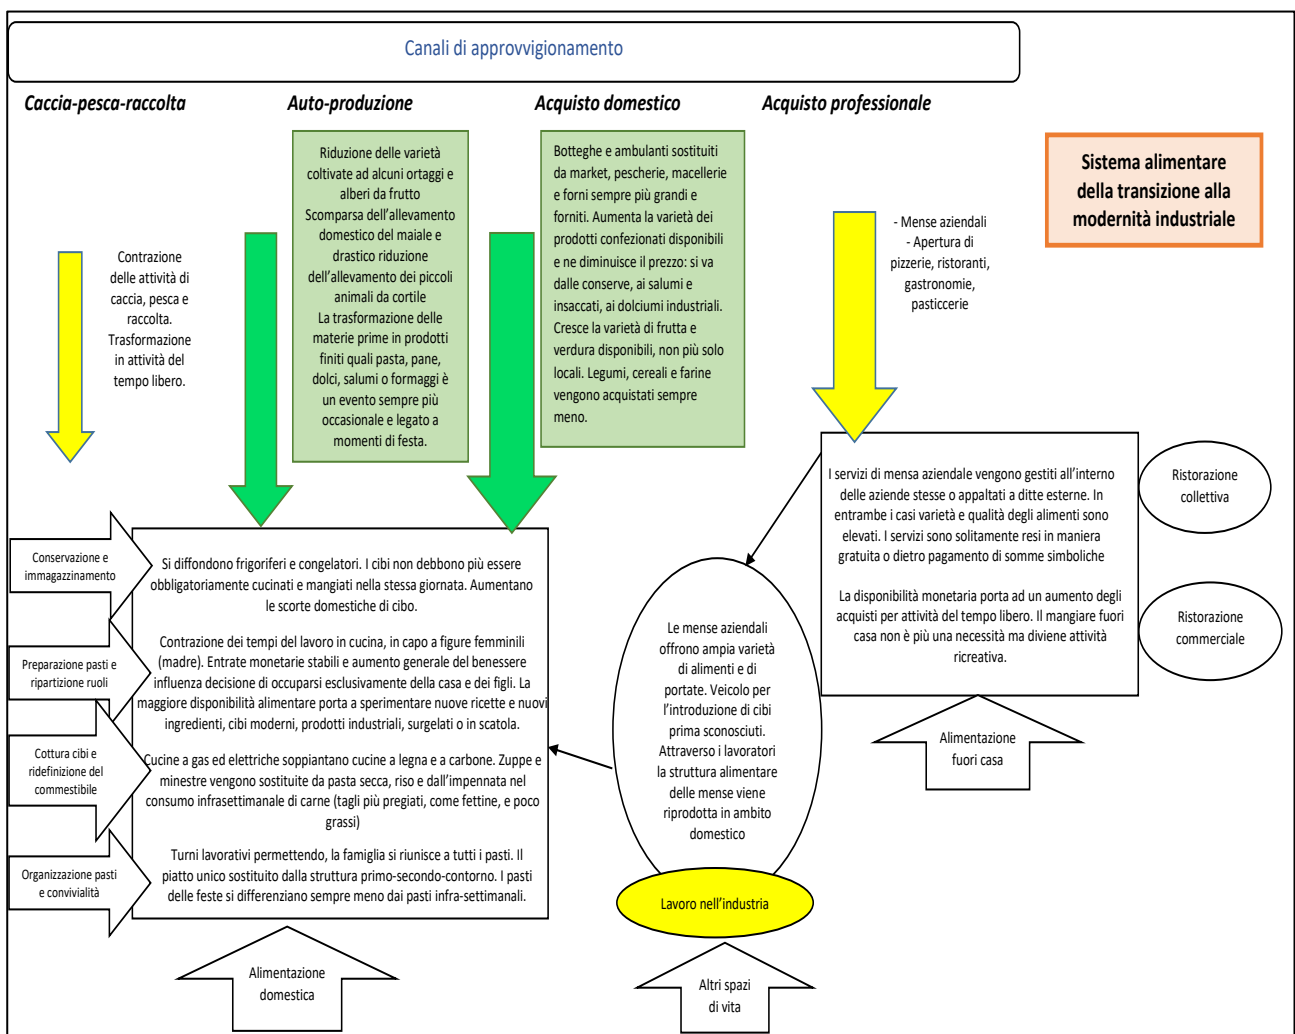 Canali di approvvigionamento
Caccia-pesca-raccolta
Auto-produzione
Acquisto domestico
Acquisto professionale
Sistema alimentare
della transizione alla
modernità industriale
Contrazione
delle attività di
caccia, pesca e
raccolta.
Trasformazione
in attività del
tempo libero.
Riduzione delle varietà
coltivate ad alcuni ortaggi e
alberi da frutto
Scomparsa dell'allevamento
domestico del maiale e
drastico riduzione
dell'allevamento dei piccoli
animali da cortile
La trasformazione delle
materie prime in prodotti
finiti quali pasta, pane,
dolci, salumi o formaggi è
un evento sempre più
occasionale e legato a
momenti di festa.
Botteghe e ambulanti sostituiti
da market, pescherie, macellerie
e forni sempre più grandi e
forniti. Aumenta la varietà dei
prodotti confezionati disponibili
e ne diminuisce il prezzo: si va
dalle conserve, ai salumi e
insaccati, ai dolciumi industriali.
Cresce la varietà di frutta e
verdura disponibili, non più solo
locali. Legumi, cereali e farine
vengono acquistati sempre
meno.
- Mense aziendali
- Apertura di
pizzerie, ristoranti,
gastronomie,
pasticcerie
I servizi di mensa aziendale vengono gestiti all'interno
delle aziende stesse o appaltati a ditte esterne. In
entrambe i casi varietà e qualità degli alimenti sono
elevati. I servizi sono solitamente resi in maniera
gratuita o dietro pagamento di somme simboliche
La disponibilità monetaria porta ad un aumento degli
acquisti per attività del tempo libero. Il mangiare fuori
casa non è più una necessità ma diviene attività
ricreativa.
Ristorazione
collettiva
Ristorazione
commerciale
Alimentazione
fuori casa
Conservazione e
immagazzinamento
Preparazione pasti e
ripartizione ruoli
Cottura cibi e
ridefinizione del
commestibile
Organizzazione pasti
e convivialità
Si diffondono frigoriferi e congelatori. I cibi non debbono più essere
obbligatoriamente cucinati e mangiati nella stessa giornata. Aumentano
le scorte domestiche di cibo.
Contrazione dei tempi del lavoro in cucina, in capo a figure femminili
(madre). Entrate monetarie stabili e aumento generale del benessere
influenza decisione di occuparsi esclusivamente della casa e dei figli. La
maggiore disponibilità alimentare porta a sperimentare nuove ricette e nuovi
ingredienti, cibi moderni, prodotti industriali, surgelati o in scatola.
Cucine a gas ed elettriche soppiantano cucine a legna e a carbone. Zuppe e
minestre vengono sostituite da pasta secca, riso e dall'impennata nel
consumo infrasettimanale di carne (tagli più pregiati, come fettine, e poco
grassi)
Turni lavorativi permettendo, la famiglia si riunisce a tutti i pasti. Il
piatto unico sostituito dalla struttura primo-secondo-contorno. I pasti
delle feste si differenziano sempre meno dai pasti infra-settimanali.
Le mense aziendali
offrono ampia varietà
di alimenti e di
portate. Veicolo per
l'introduzione di cibi
prima sconosciuti.
Attraverso i lavoratori
la struttura alimentare
delle mense viene
riprodotta in ambito
domestico
Lavoro nell'industria
Alimentazione
domestica
Altri spazi
di vita